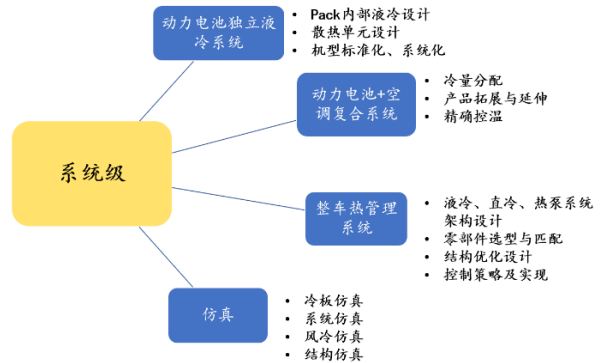 动力电池独立液
冷系统
• Pack内部液冷设计
• 散热单元设计
• 机型标准化、系统化
动力电池+空
调复合系统
• 冷量分配
• 产品拓展与延伸
• 精确控温
系统级
整车热管理
系统
• 液冷、直冷、热泵系统
架构设计
• 零部件选型与匹配
• 结构优化设计
• 控制策略及实现
仿真
• 冷板仿真
• 系统仿真
• 风冷仿真
• 结构仿真